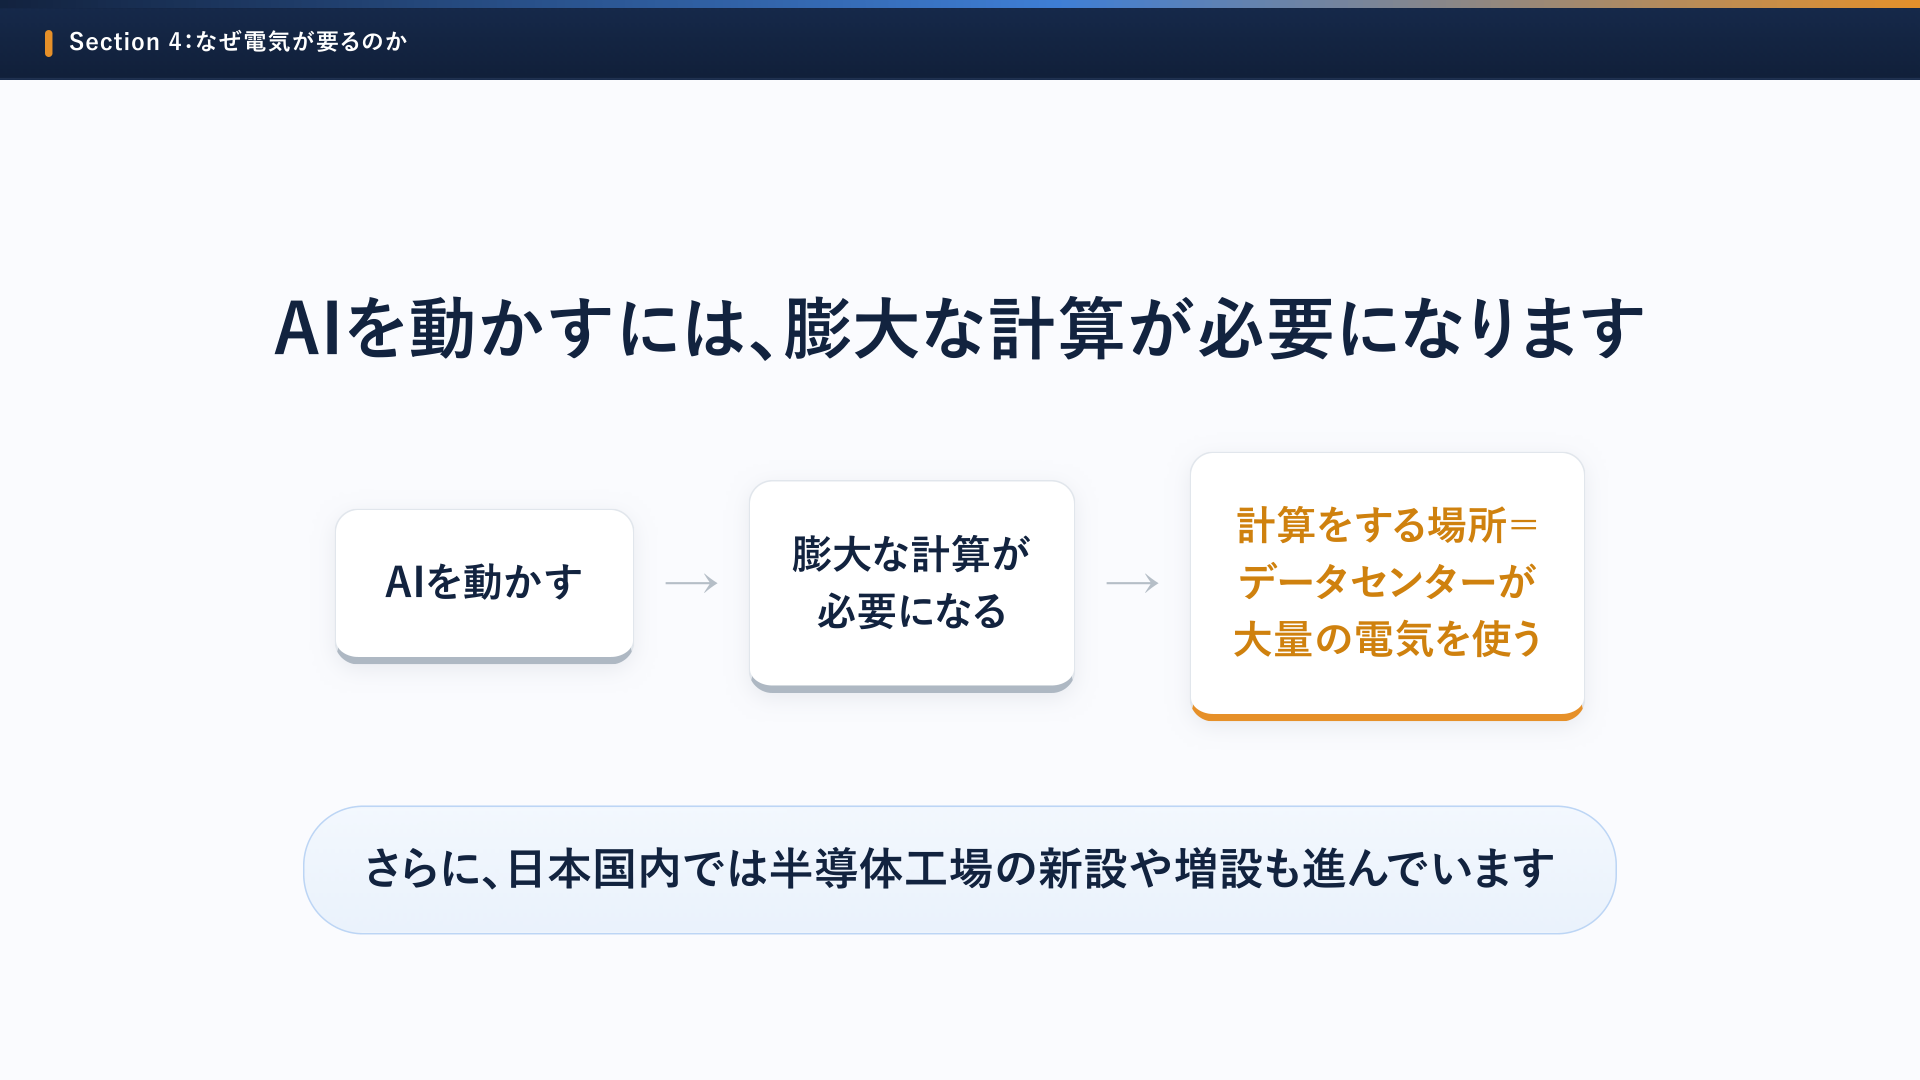 Section 4：なぜ電気が要るのか
AIを動かすには、膨大な計算が必要になります
AIを動かす
→
膨大な計算が
必要になる
→
計算をする場所＝
データセンターが
大量の電気を使う
さらに、日本国内では半導体工場の新設や増設も進んでいます